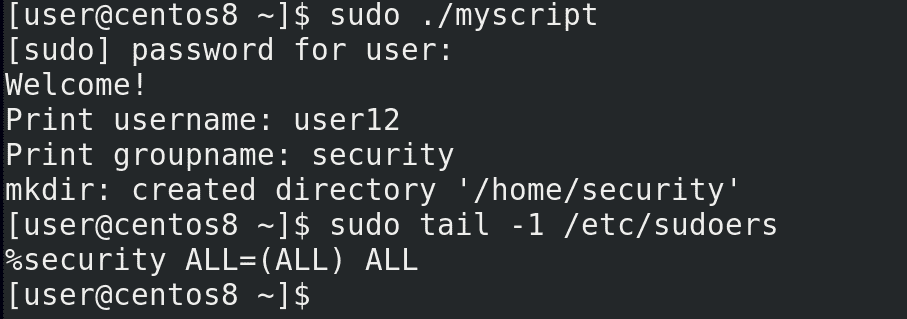 [user@centos8 ~]$ sudo ./myscript
[sudo] password for user:
Welcome!
Print username: user12
Print groupname: security
mkdir: created directory '/home/security'
[user@centos8 ~]$ sudo tail -1 /etc/sudoers
%security ALL=(ALL) ALL
[user@centos8 ~]$